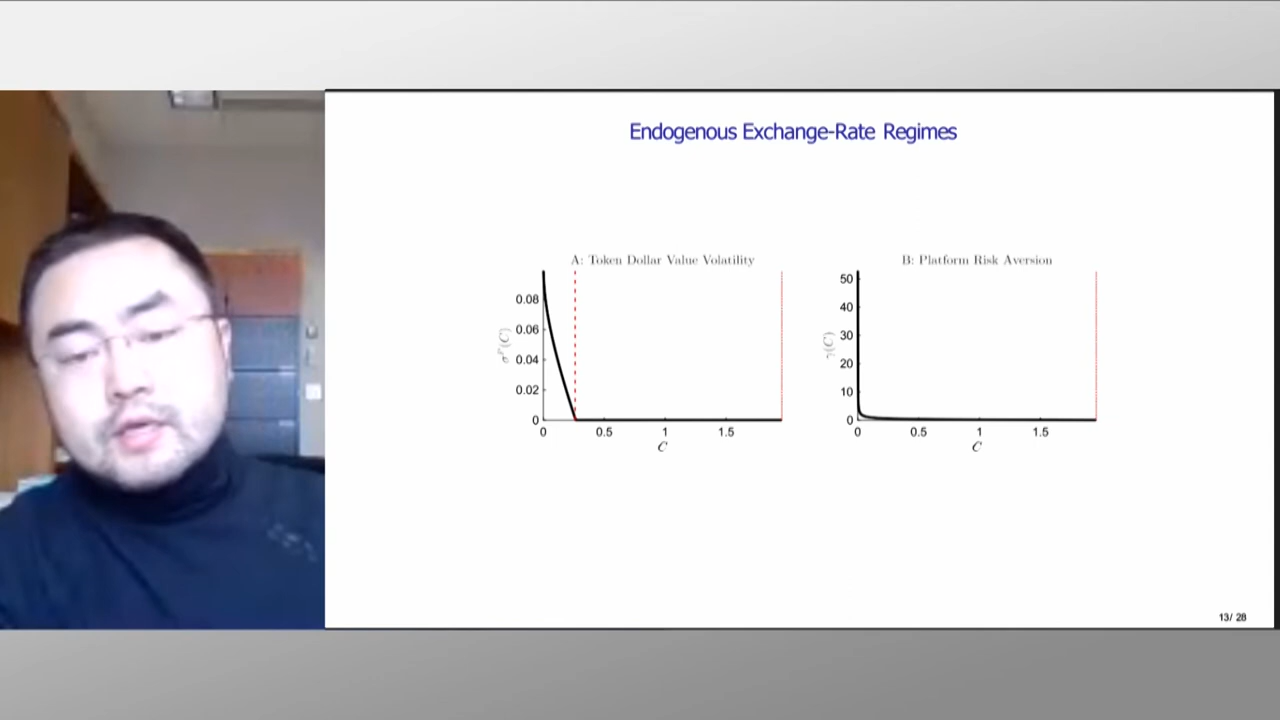 Endogenous Exchange-Rate Regimes
A: Token Dollar Value Volatility
0.08
0.06
0.04
0.02
0
σᴾ(C)
0 0.5 1 1.5
C
B: Platform Risk Aversion
50
40
30
20
10
0
γ(C)
0 0.5 1 1.5
C
13/ 28